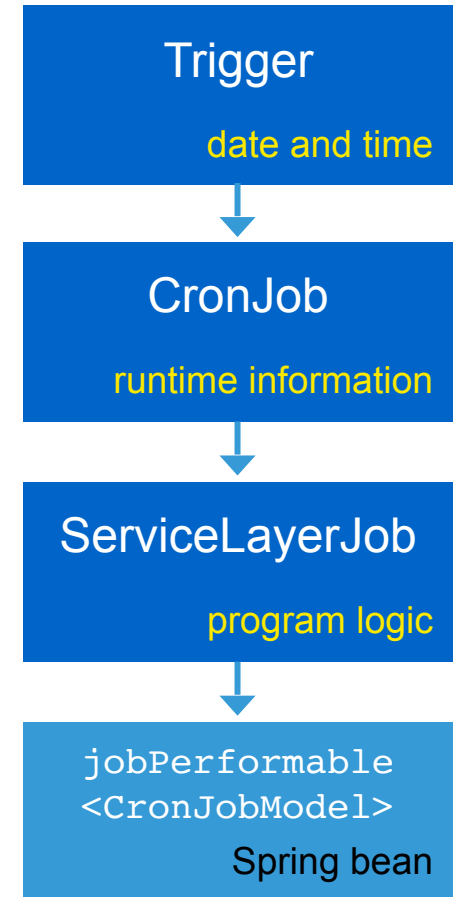 Trigger
date and time
CronJob
runtime information
ServiceLayerJob
program logic
jobPerformable
<CronJobModel>
Spring bean